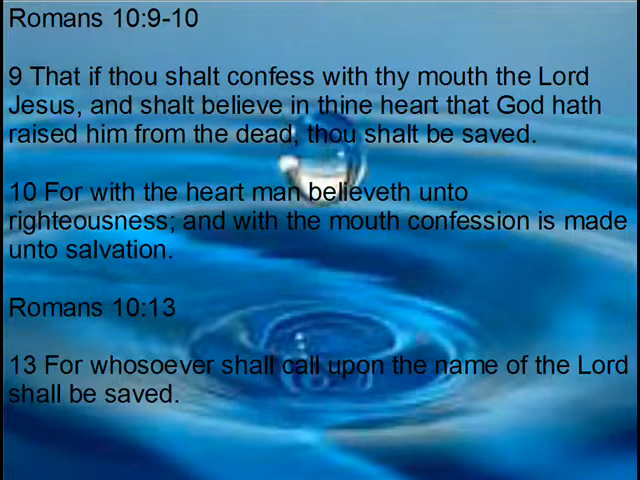 Romans 10:9-10
9 That if thou shalt confess with thy mouth the Lord
Jesus, and shalt believe in thine heart that God hath
raised him from the dead, thou shalt be saved.
10 For with the heart man believeth unto
righteousness; and with the mouth confession is made
unto salvation.
Romans 10:13
13 For whosoever shall call upon the name of the Lord
shall be saved.